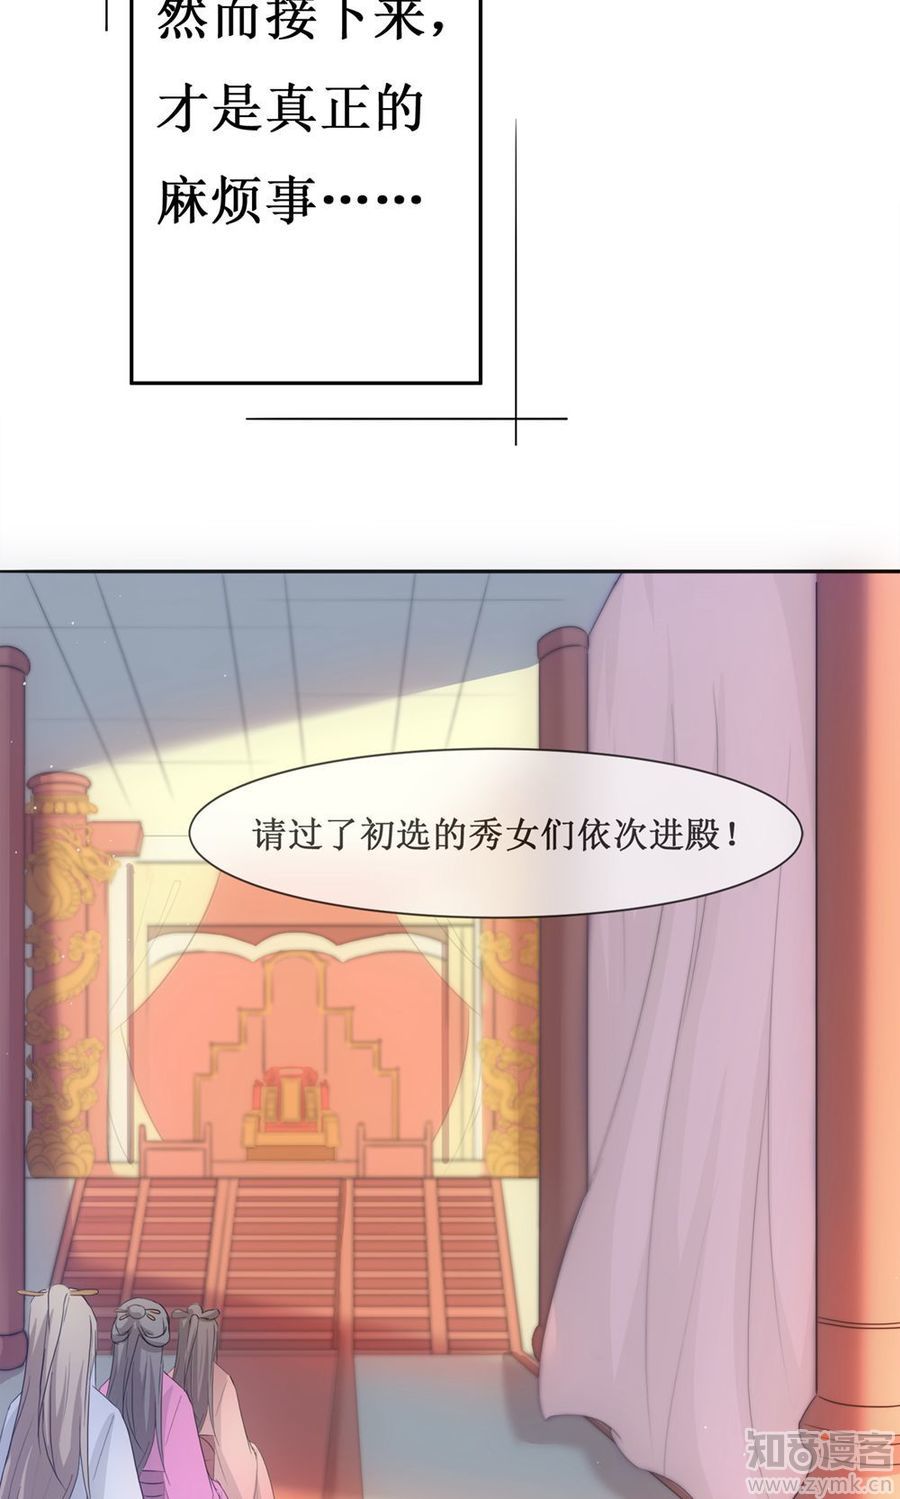 然而接下来，
才是真正的
麻烦事……
请过了初选的秀女们依次进殿！
知音漫客
www.zymk.cn